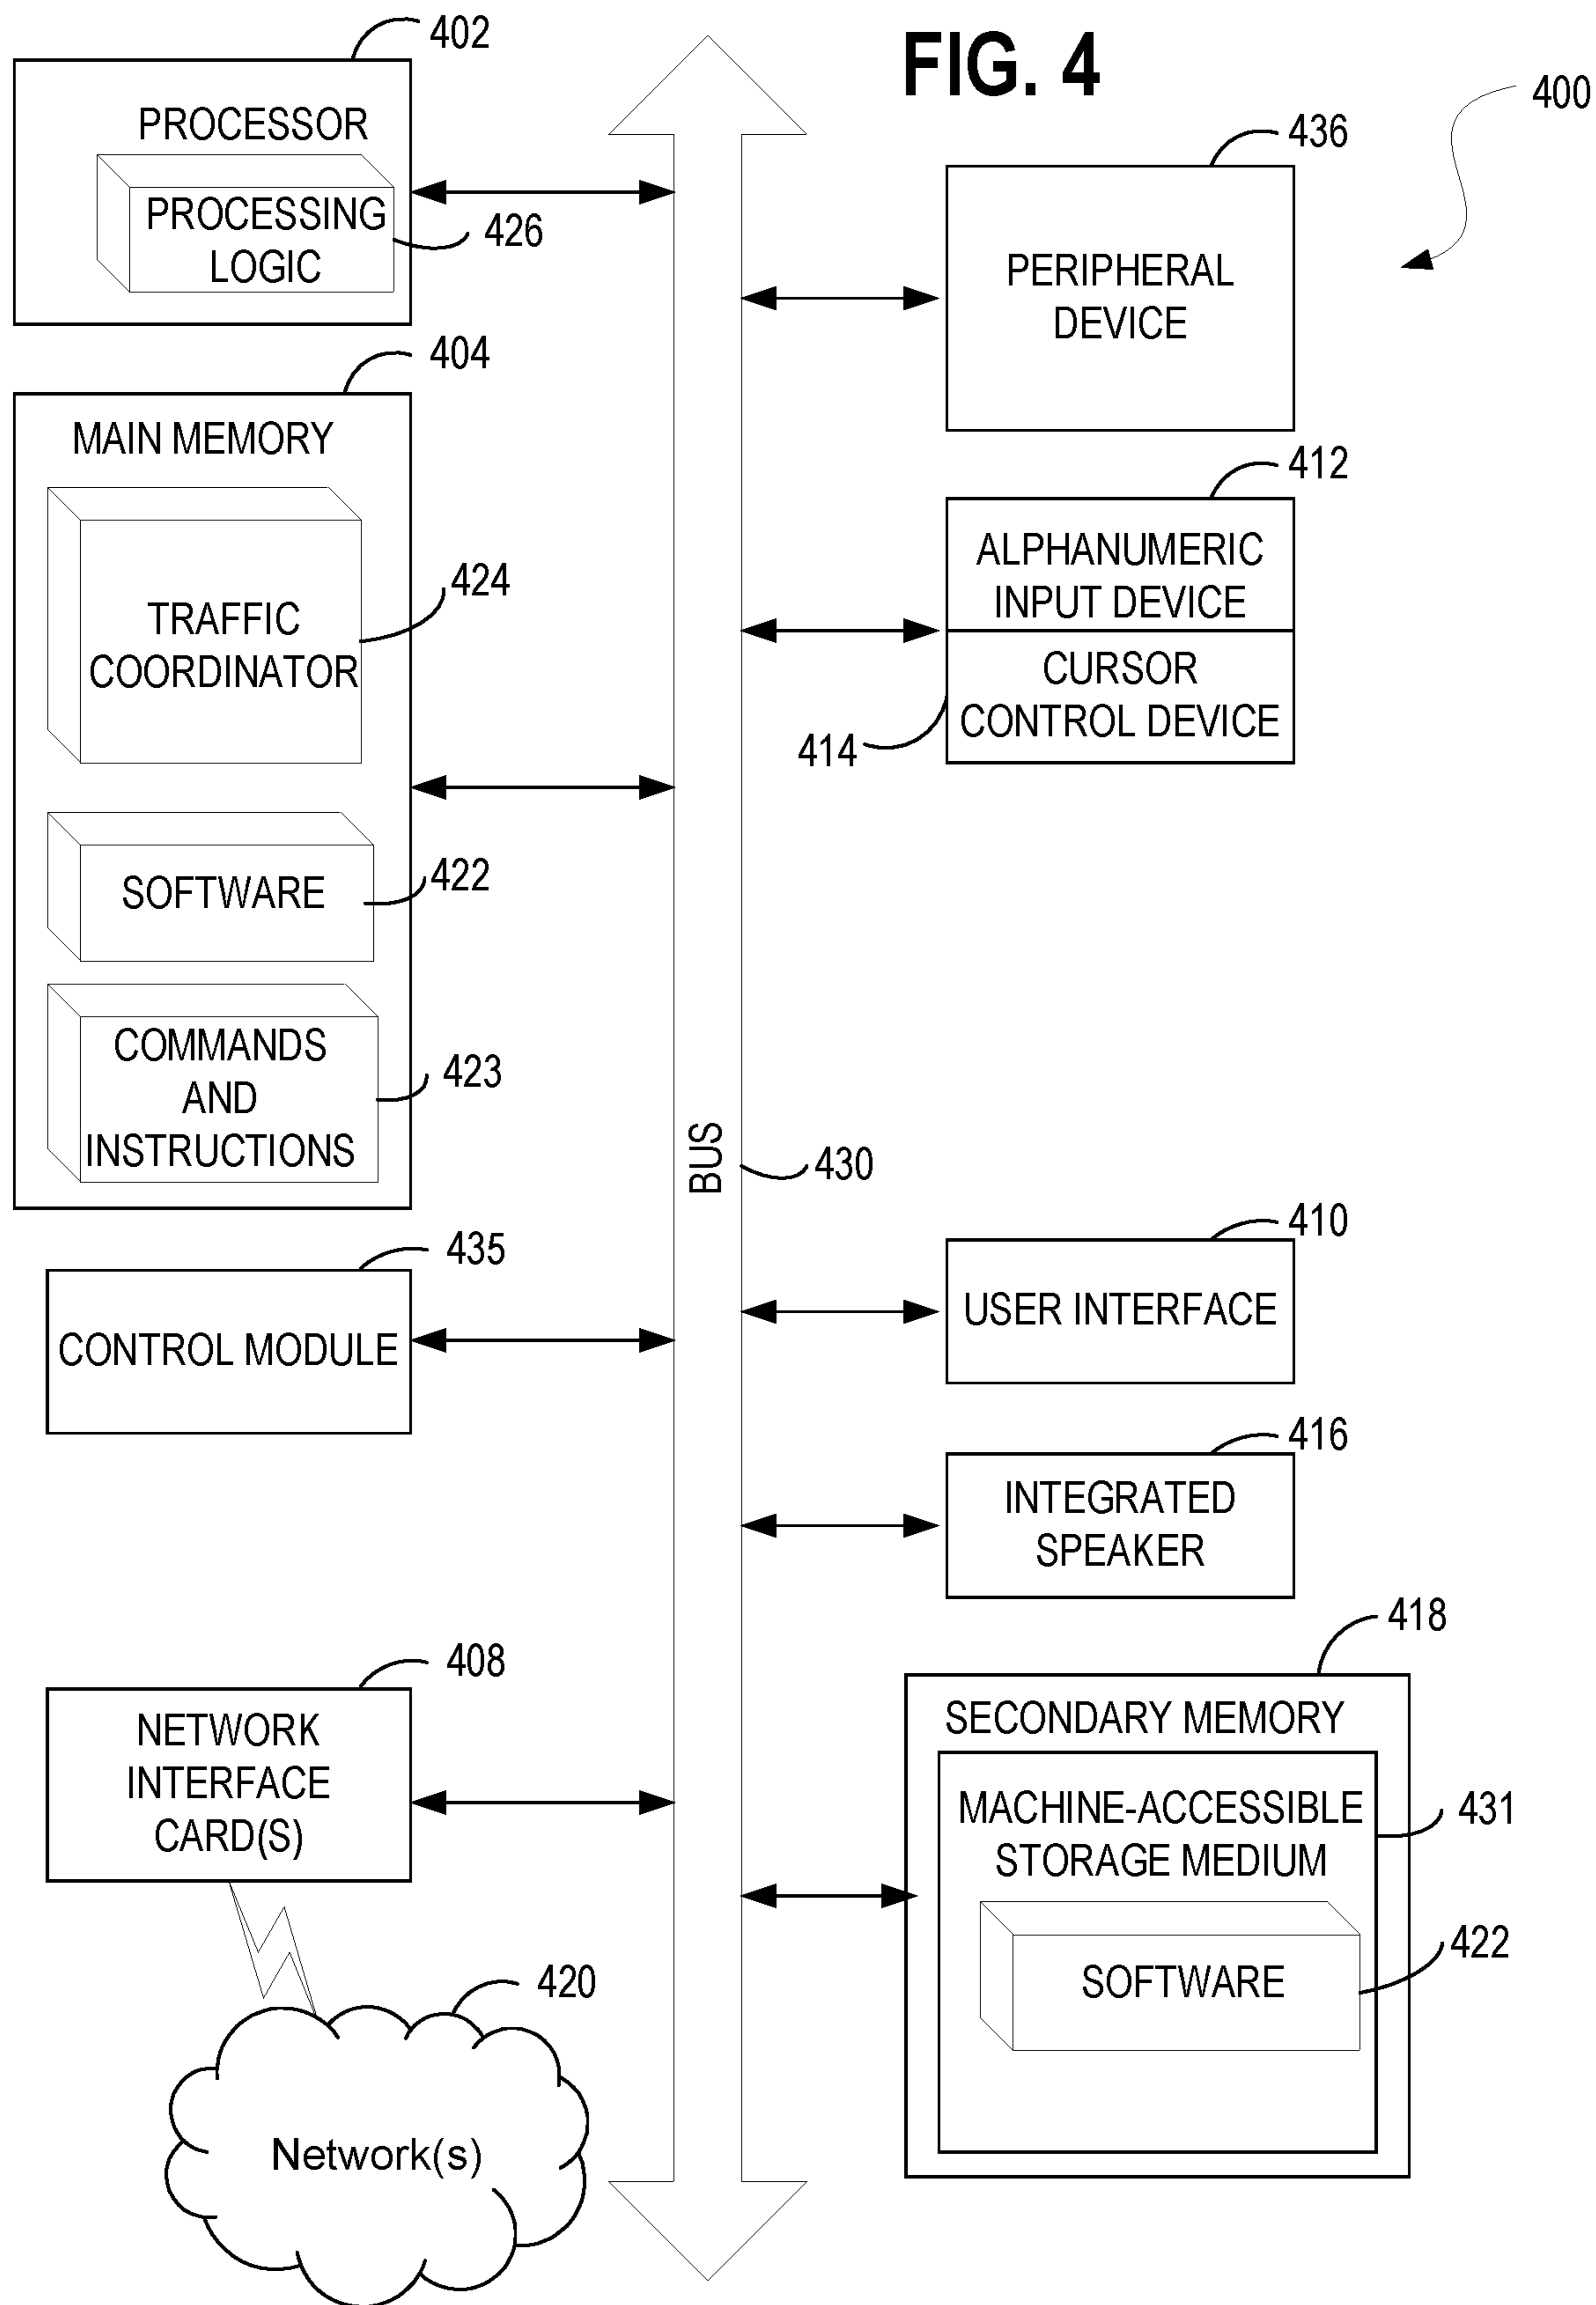 FIG. 4
400
402
PROCESSOR
PROCESSING
LOGIC
426
404
MAIN MEMORY
TRAFFIC
COORDINATOR
424
SOFTWARE
422
COMMANDS
AND
INSTRUCTIONS
423
435
CONTROL MODULE
408
NETWORK
INTERFACE
CARD(S)
420
Network(s)
BUS
430
436
PERIPHERAL
DEVICE
412
ALPHANUMERIC
INPUT DEVICE
CURSOR
CONTROL DEVICE
414
410
USER INTERFACE
416
INTEGRATED
SPEAKER
418
SECONDARY MEMORY
MACHINE-ACCESSIBLE
STORAGE MEDIUM
431
SOFTWARE
422